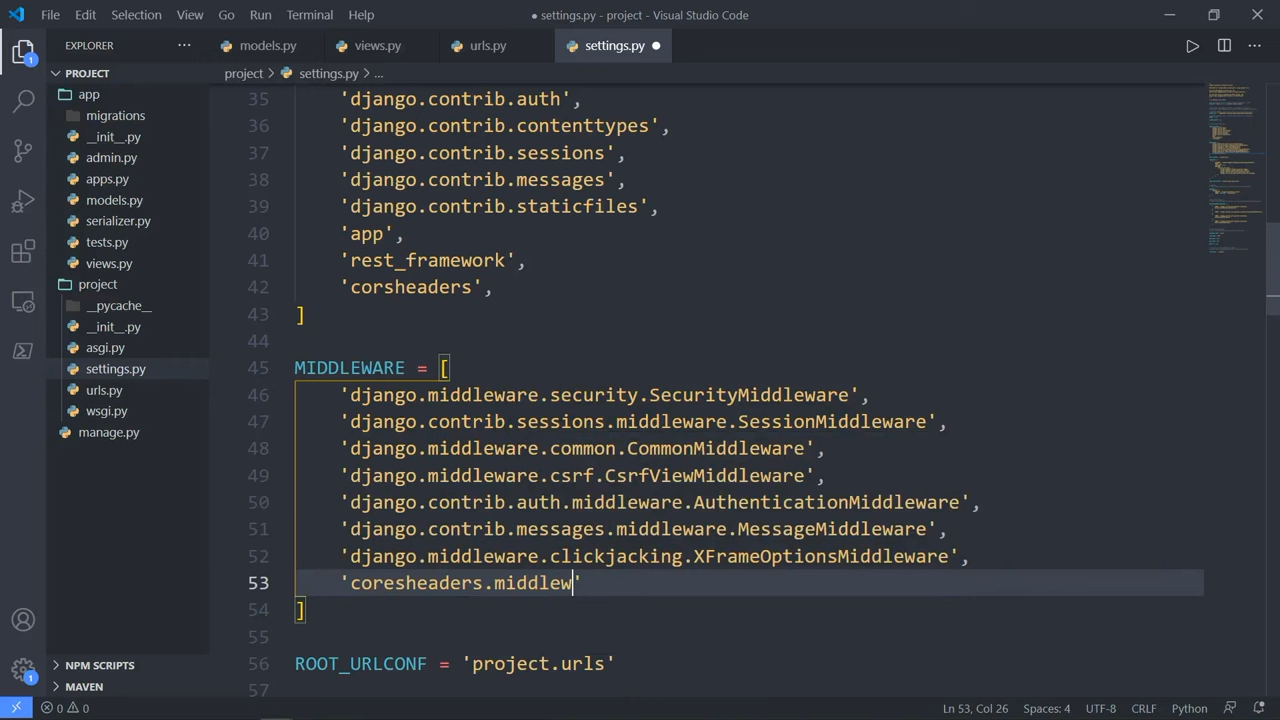 File Edit Selection View Go Run Terminal Help
● settings.py - project - Visual Studio Code
EXPLORER ...
models.py views.py urls.py settings.py
1
PROJECT
project > settings.py > ...
app
migrations
__init__.py
admin.py
apps.py
models.py
serializer.py
tests.py
views.py
project
__pycache__
__init__.py
asgi.py
settings.py
urls.py
wsgi.py
manage.py
NPM SCRIPTS
MAVEN
1
35 'django.contrib.auth',
36 'django.contrib.contenttypes',
37 'django.contrib.sessions',
38 'django.contrib.messages',
39 'django.contrib.staticfiles',
40 'app',
41 'rest_framework',
42 'corsheaders',
43 ]
44
45 MIDDLEWARE = [
46 'django.middleware.security.SecurityMiddleware',
47 'django.contrib.sessions.middleware.SessionMiddleware',
48 'django.middleware.common.CommonMiddleware',
49 'django.middleware.csrf.CsrfViewMiddleware',
50 'django.contrib.auth.middleware.AuthenticationMiddleware',
51 'django.contrib.messages.middleware.MessageMiddleware',
52 'django.middleware.clickjacking.XFrameOptionsMiddleware',
53 'coresheaders.middlew'
54 ]
55
56 ROOT_URLCONF = 'project.urls'
57
0 0 Ln 53, Col 26 Spaces: 4 UTF-8 CRLF Python